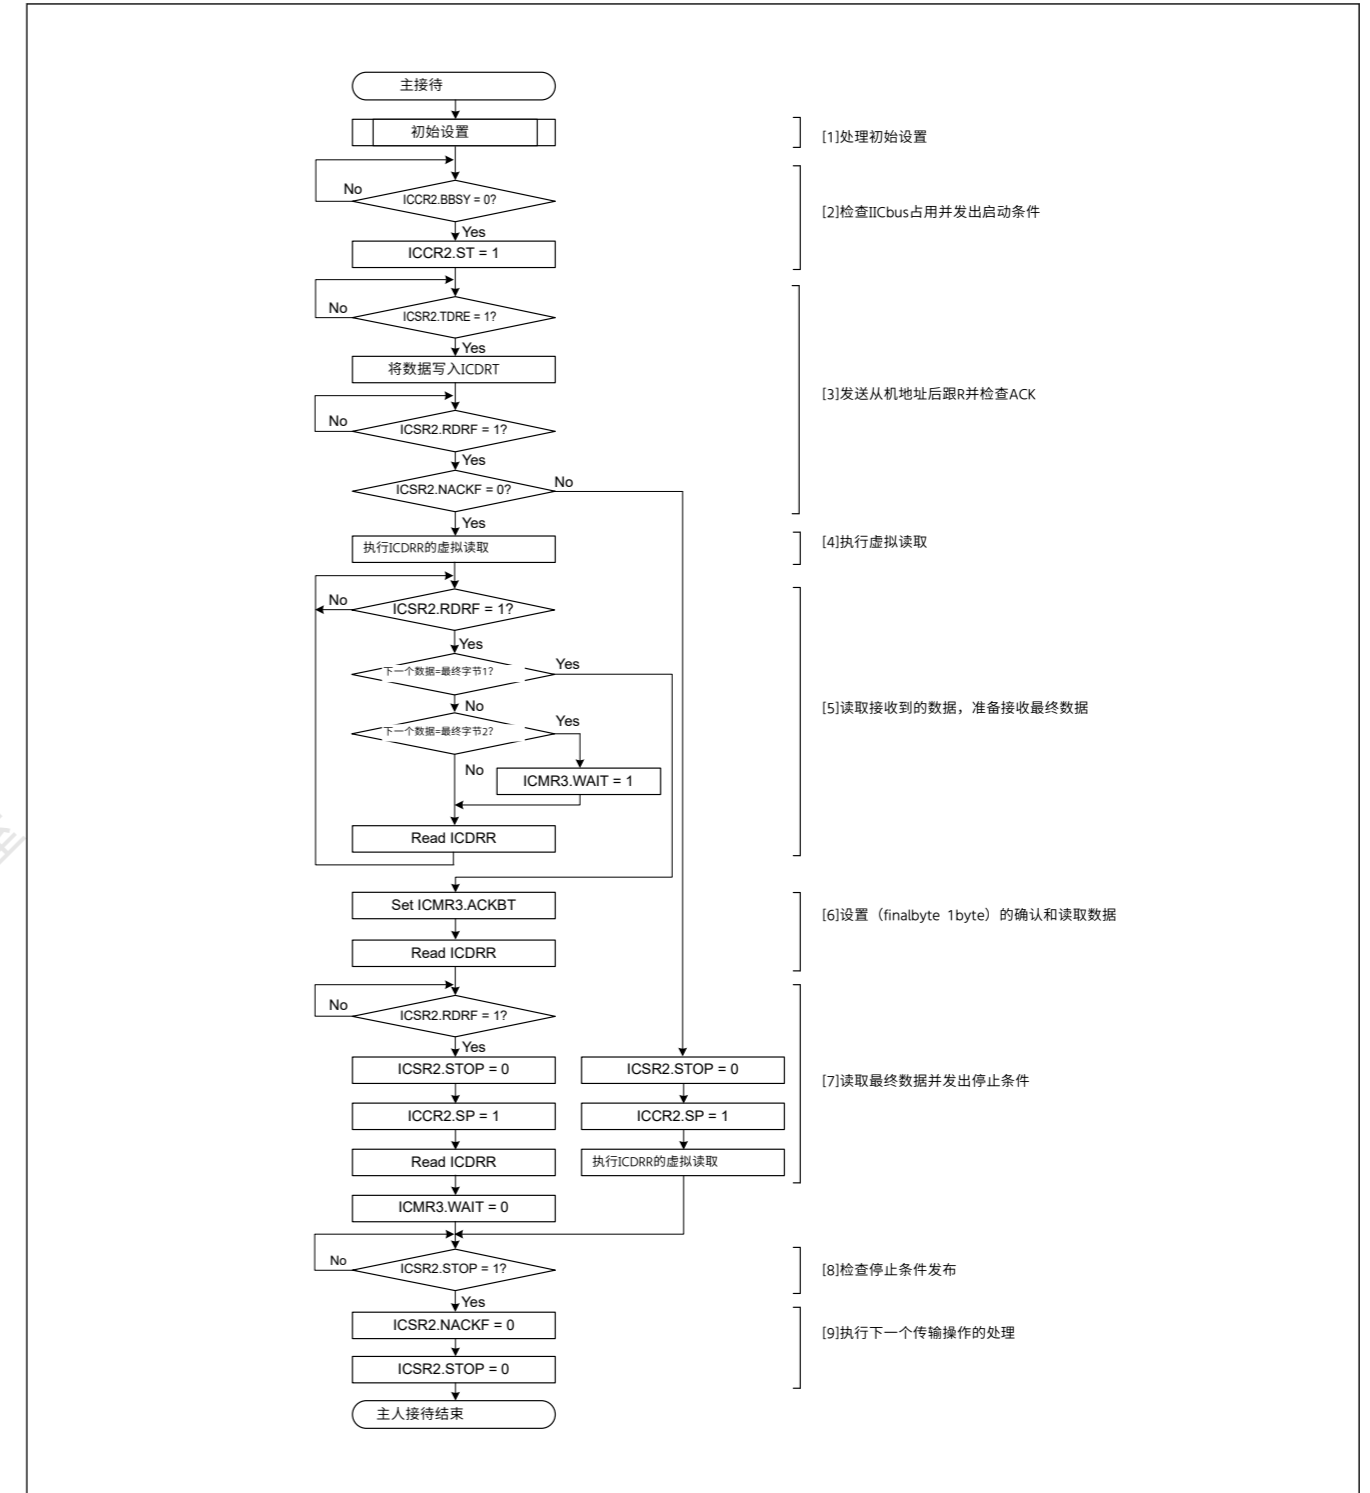 主接待
初始设置
[1]处理初始设置
No
ICCR2.BBSY = 0?
[2]检查IICbus占用并发出启动条件
Yes
ICCR2.ST = 1
No
ICSR2.TDRE = 1?
Yes
将数据写入ICDRT
[3]发送从机地址后跟R并检查ACK
No
ICSR2.RDRF = 1?
Yes
ICSR2.NACKF = 0?
No
Yes
执行ICDRR的虚拟读取
[4]执行虚拟读取
No
ICSR2.RDRF = 1?
Yes
下一个数据=最终字节1?
Yes
No
[5]读取接收到的数据，准备接收最终数据
下一个数据=最终字节2?
Yes
No
ICMR3.WAIT = 1
Read ICDRR
Set ICMR3.ACKBT
[6]设置（finalbyte 1byte）的确认和读取数据
Read ICDRR
No
ICSR2.RDRF = 1?
Yes
ICSR2.STOP = 0
ICSR2.STOP = 0
[7]读取最终数据并发出停止条件
ICCR2.SP = 1
ICCR2.SP = 1
Read ICDRR
执行ICDRR的虚拟读取
ICMR3.WAIT = 0
No
ICSR2.STOP = 1?
[8]检查停止条件发布
Yes
ICSR2.NACKF = 0
[9]执行下一个传输操作的处理
ICSR2.STOP = 0
主人接待结束